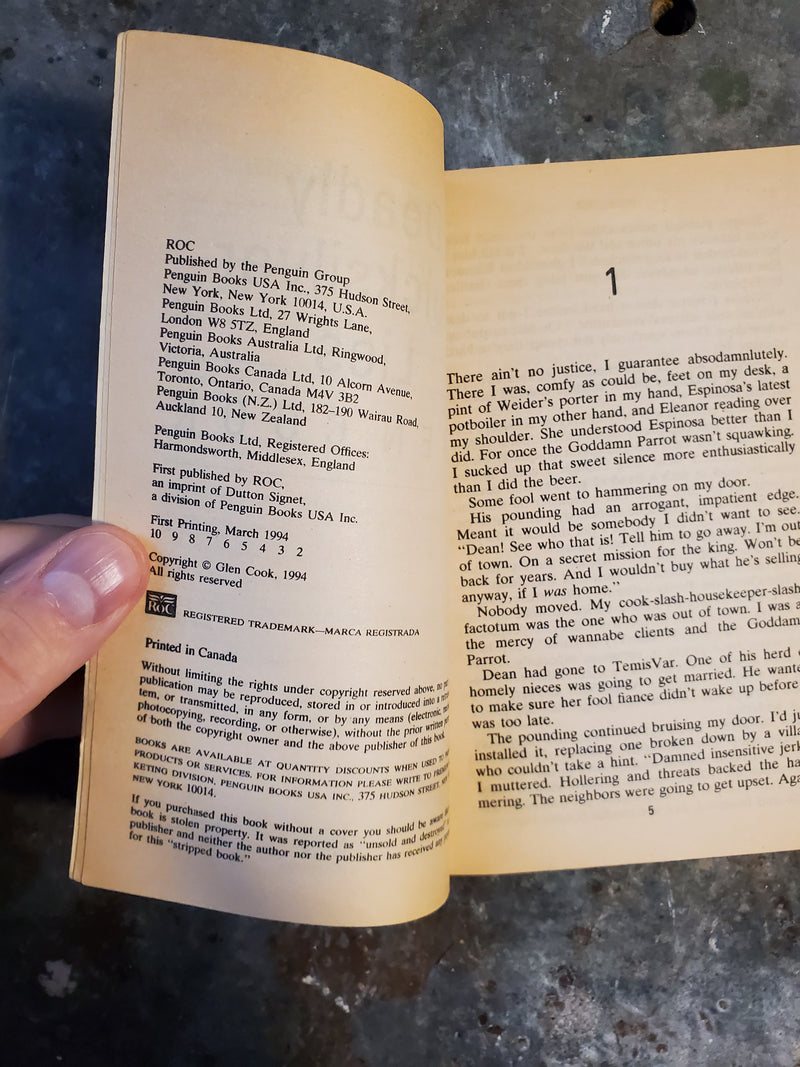 ROC
Published by the Penguin Group
Penguin Books USA Inc., 375 Hudson Street,
New York, New York 10014, U.S.A.
Penguin Books Ltd, 27 Wrights Lane,
London W8 5TZ, England
Penguin Books Australia Ltd, Ringwood,
Victoria, Australia
Penguin Books Canada Ltd, 10 Alcorn Avenue,
Toronto, Ontario, Canada M4V 3B2
Penguin Books (N.Z.) Ltd, 182–190 Wairau Road,
Auckland 10, New Zealand
Penguin Books Ltd, Registered Offices:
Harmondsworth, Middlesex, England
First published by ROC,
an imprint of Dutton Signet,
a division of Penguin Books USA Inc.
First Printing, March 1994
10 9 8 7 6 5 4 3 2
Copyright © Glen Cook, 1994
All rights reserved
ROC REGISTERED TRADEMARK—MARCA REGISTRADA
Printed in Canada
Without limiting the rights under copyright reserved above, no
publication may be reproduced, stored in or introduced into a
tem, or transmitted, in any form, or by any means (electronic,
photocopying, recording, or otherwise), without the prior written
of both the copyright owner and the above publisher of this book.
BOOKS ARE AVAILABLE AT QUANTITY DISCOUNTS WHEN USED TO
PRODUCTS OR SERVICES. FOR INFORMATION PLEASE WRITE TO
KETING DIVISION, PENGUIN BOOKS USA INC., 375 HUDSON STREET,
NEW YORK 10014.
If you purchased this book without a cover you should be aware
book is stolen property. It was reported as "unsold and destroyed"
publisher and neither the author nor the publisher has received any
for this "stripped book."
1
There ain't no justice, I guarantee absodamnlutely.
There I was, comfy as could be, feet on my desk, a
pint of Weider's porter in my hand, Espinosa's latest
potboiler in my other hand, and Eleanor reading over
my shoulder. She understood Espinosa better than I
did. For once the Goddamn Parrot wasn't squawking.
I sucked up that sweet silence more enthusiastically
than I did the beer.
Some fool went to hammering on my door.
His pounding had an arrogant, impatient edge.
Meant it would be somebody I didn't want to see.
"Dean! See who that is! Tell him to go away. I'm out
of town. On a secret mission for the king. Won't be
back for years. And I wouldn't buy what he's selling
anyway, if I was home."
Nobody moved. My cook-slash-housekeeper-slash-
factotum was the one who was out of town. I was a
the mercy of wannabe clients and the Goddam
Parrot.
Dean had gone to TemisVar. One of his herd
homely nieces was going to get married. He wante
to make sure her fool fiance didn't wake up before
was too late.
The pounding continued bruising my door. I'd ju
installed it, replacing one broken down by a villa
who couldn't take a hint. "Damned insensitive jerk
I muttered. Hollering and threats backed the ha
mering. The neighbors were going to get upset. Aga
5